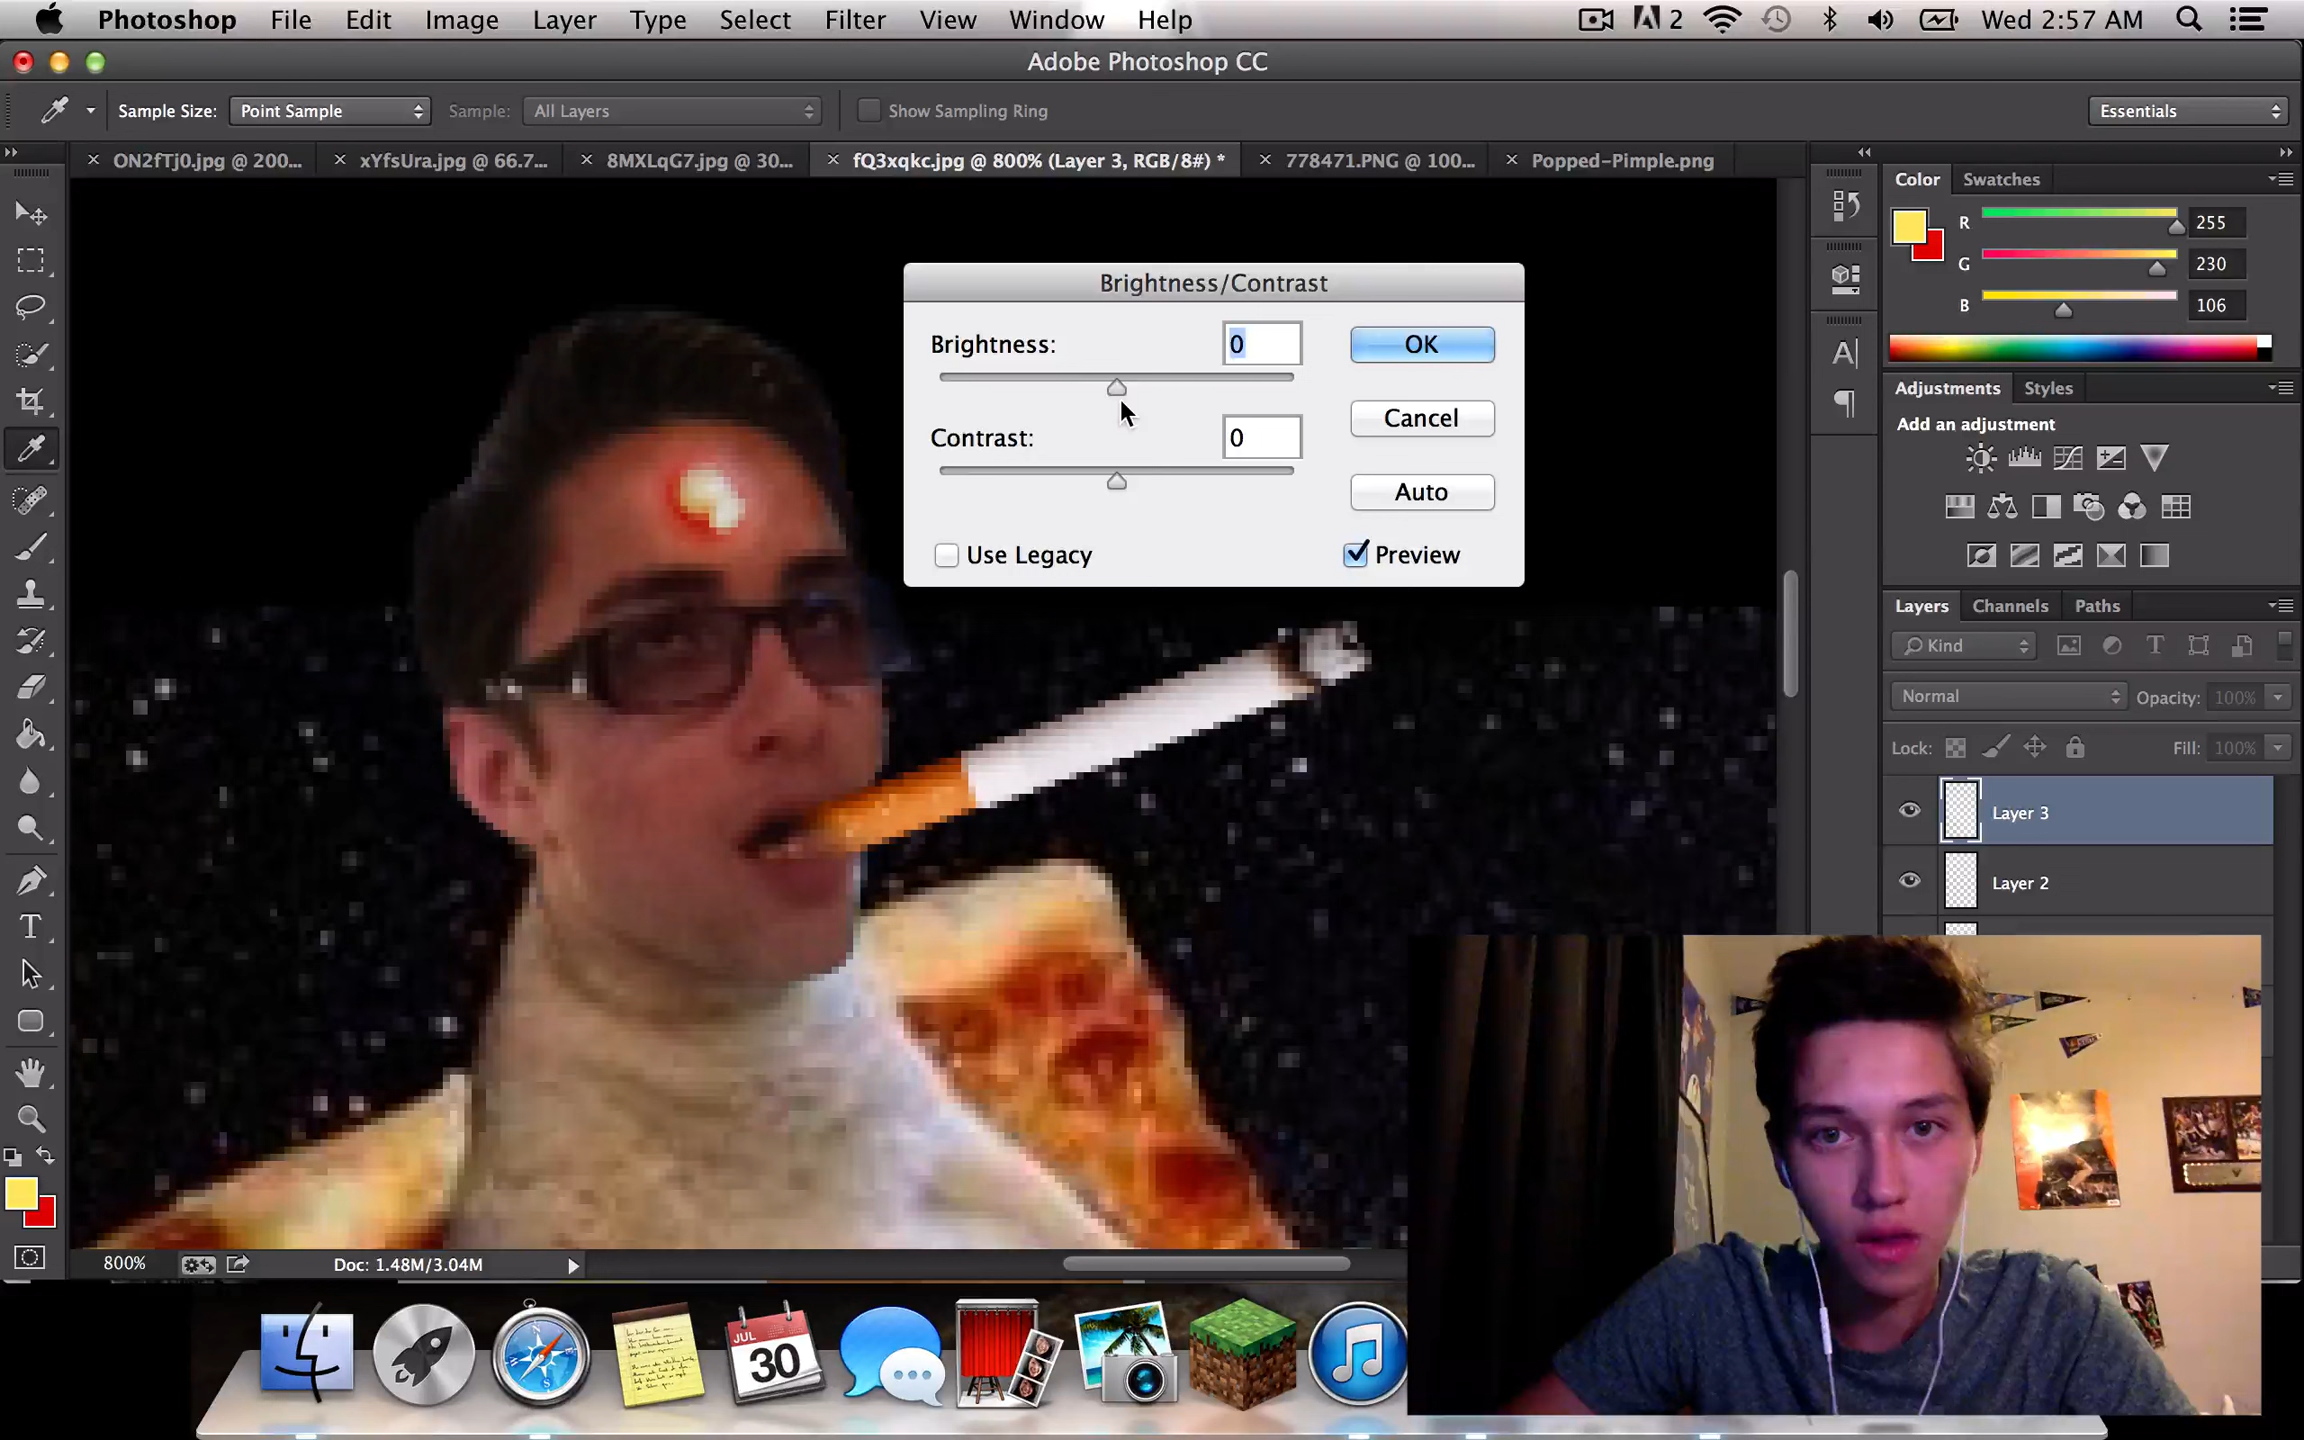 Photoshop File Edit Image Layer Type Select Filter View Window Help 2 Wed 2:57 AM
Adobe Photoshop CC
Sample Size: Point Sample Sample: All Layers Show Sampling Ring Essentials
ON2fTj0.jpg @ 200... xYfsUra.jpg @ 66.7... 8MXLqG7.jpg @ 30... fQ3xqkc.jpg @ 800% (Layer 3, RGB/8#) * 778471.PNG @ 100... Popped-Pimple.png
Color Swatches
R 255
G 230
B 106
Brightness/Contrast
Brightness: 0 OK
Cancel
Contrast: 0
Auto
Use Legacy Preview
Adjustments Styles
Add an adjustment
Layers Channels Paths
Kind
Normal Opacity: 100%
Lock: Fill: 100%
Layer 3
Layer 2
800% Doc: 1.48M/3.04M
JUL
30